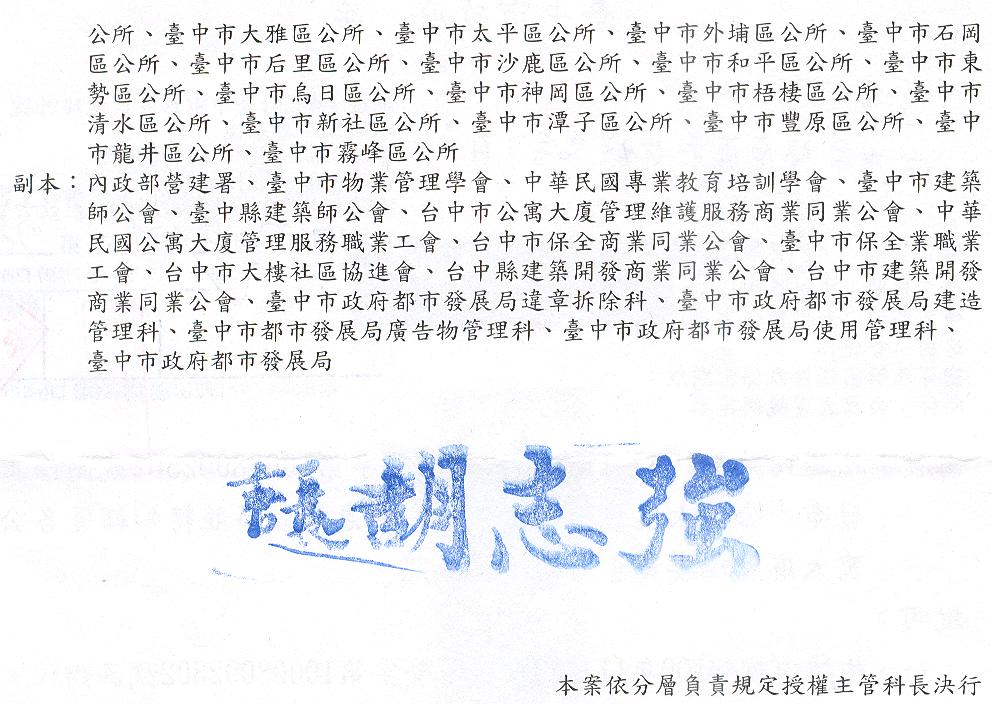 公所、臺中市大雅區公所、臺中市太平區公所、臺中市外埔區公所、臺中市石岡
區公所、臺中市后里區公所、臺中市沙鹿區公所、臺中市和平區公所、臺中市東
勢區公所、臺中市烏日區公所、臺中市神岡區公所、臺中市梧棲區公所、臺中市
清水區公所、臺中市新社區公所、臺中市潭子區公所、臺中市豐原區公所、臺中
市龍井區公所、臺中市霧峰區公所
副本：內政部營建署、臺中市物業管理學會、中華民國專業教育培訓學會、臺中市建築
師公會、臺中縣建築師公會、台中市公寓大廈管理維護服務商業同業公會、中華
民國公寓大廈管理服務職業工會、台中市保全商業同業公會、臺中市保全業職業
工會、台中市大樓社區協進會、台中縣建築開發商業同業公會、台中市建築開發
商業同業公會、臺中市政府都市發展局違章拆除科、臺中市政府都市發展局建造
管理科、臺中市都市發展局廣告物管理科、臺中市政府都市發展局使用管理科、
臺中市政府都市發展局
市長胡志強
本案依分層負責規定授權主管科長決行